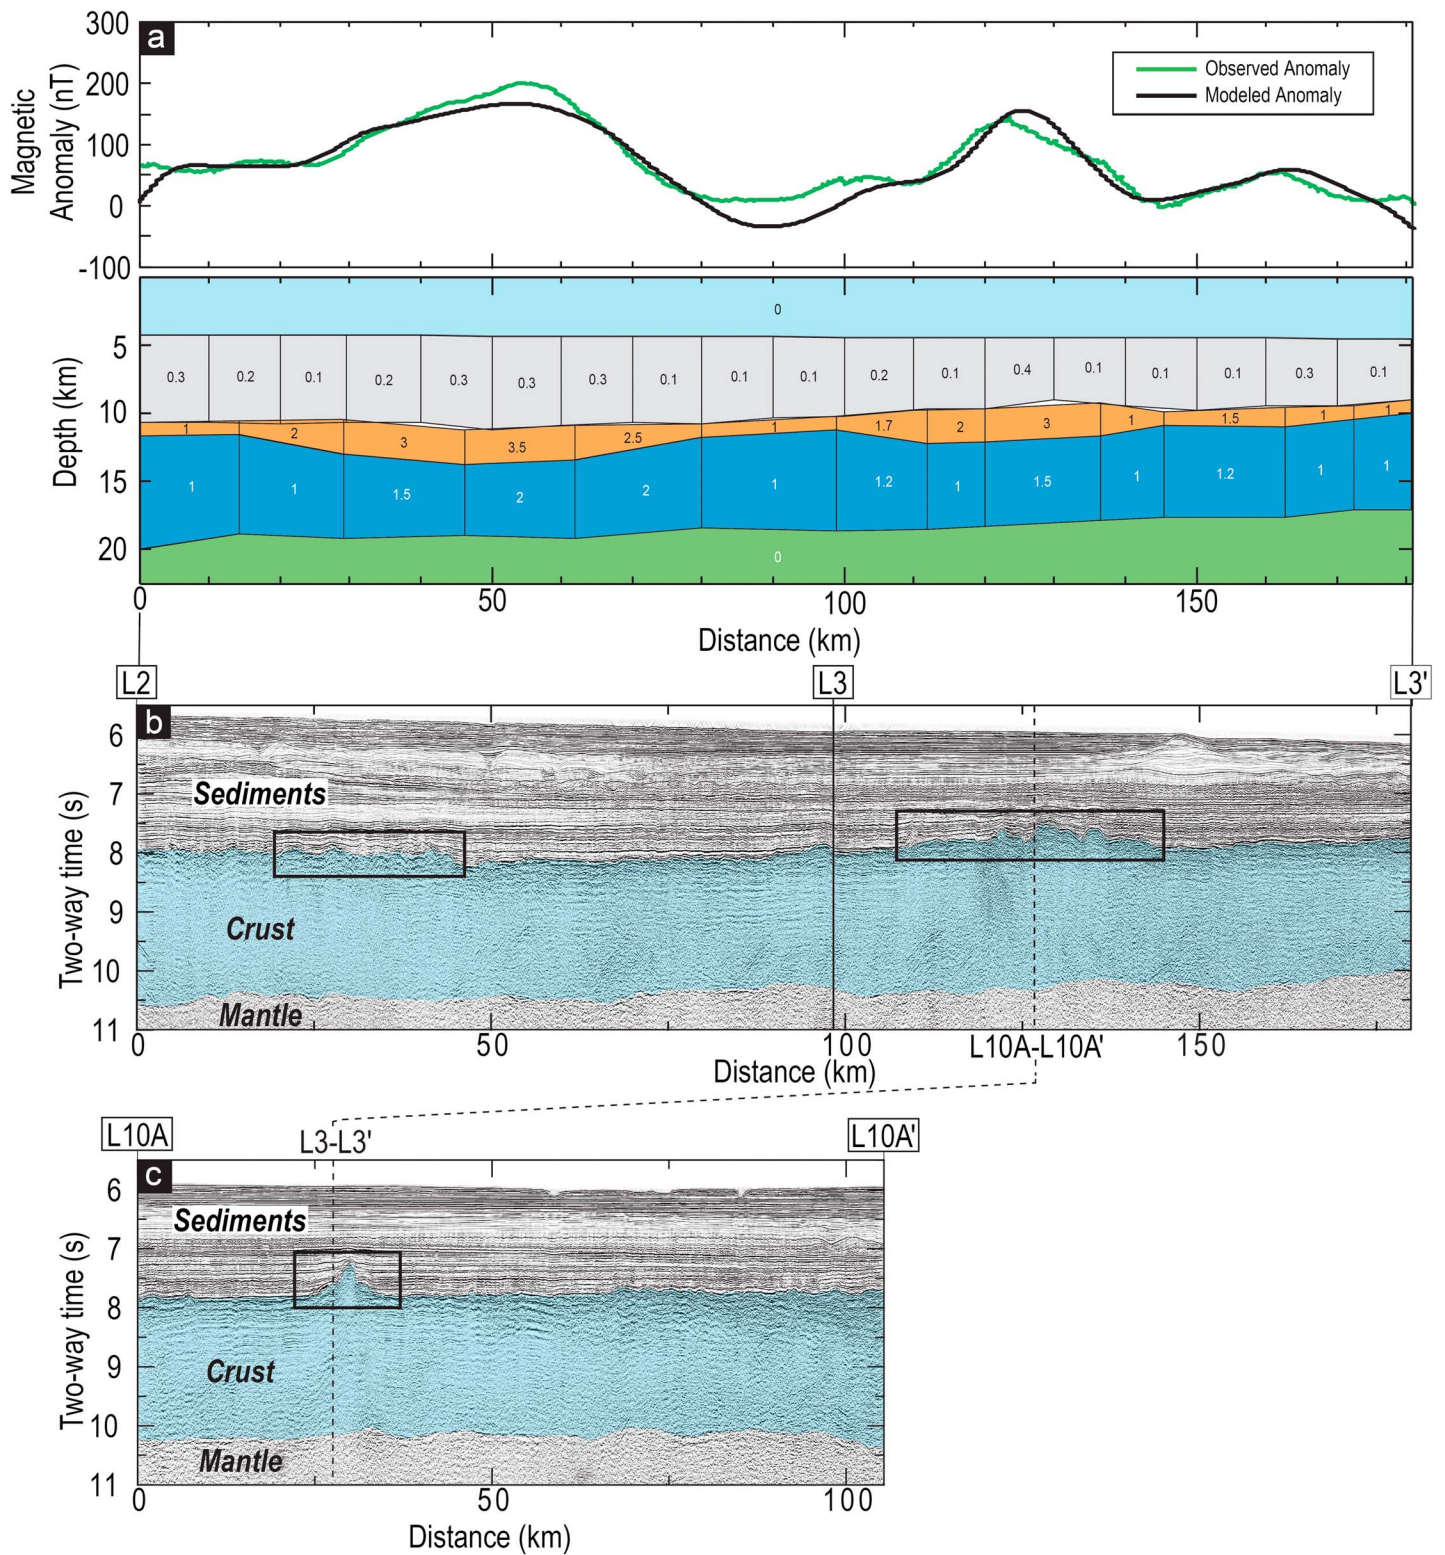 a
300
200
100
0
-100
Magnetic
Anomaly (nT)
Observed Anomaly
Modeled Anomaly
0
5
10
15
20
Depth (km)
0.3 0.2 0.1 0.2 0.3 0.3 0.3 0.1 0.1 0.1 0.2 0.1 0.4 0.1 0.1 0.1 0.3 0.1
1 2 3 3.5 2.5 1 1.7 2 3 1 1.5 1 1
1 1 1.5 2 2 1 1.2 1 1.5 1 1.2 1 1
0
0 50 100 150
Distance (km)
L2 L3 L3'
b
6
7
8
9
10
11
Two-way time (s)
Sediments
Crust
Mantle
0 50 100 L10A-L10A' 150
Distance (km)
L10A L3-L3' L10A'
c
6
7
8
9
10
11
Two-way time (s)
Sediments
Crust
Mantle
0 50 100
Distance (km)